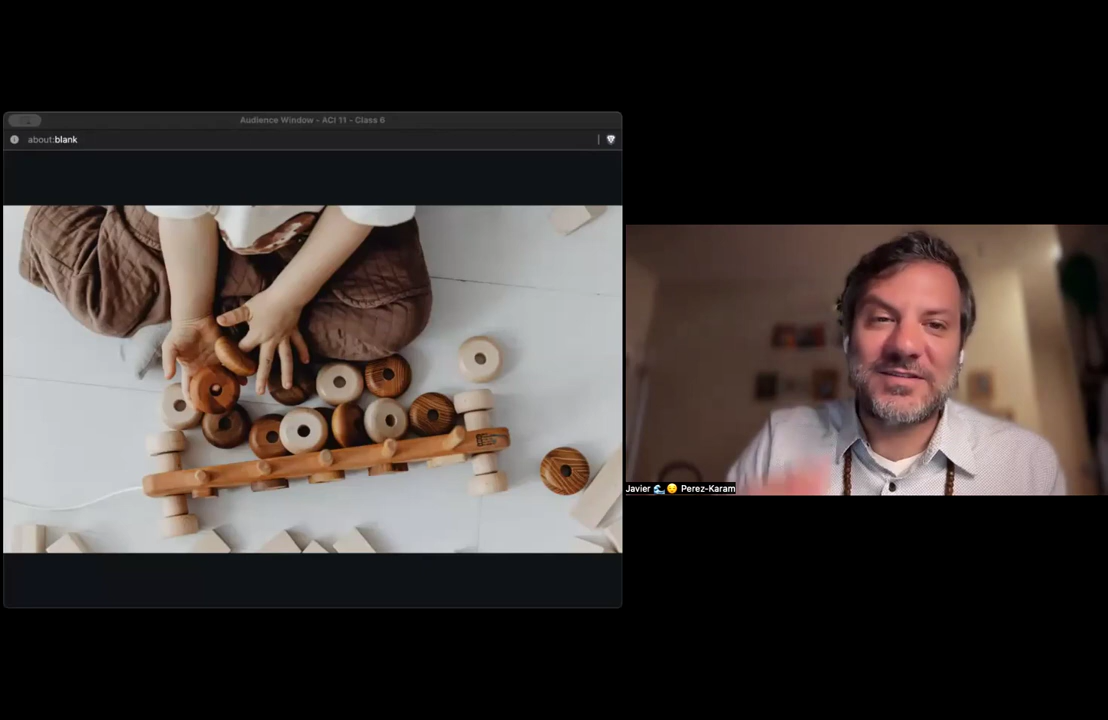 Audience Window - ACI 11 - Class 6
about:blank
Javier 🌊😌 Perez-Karam